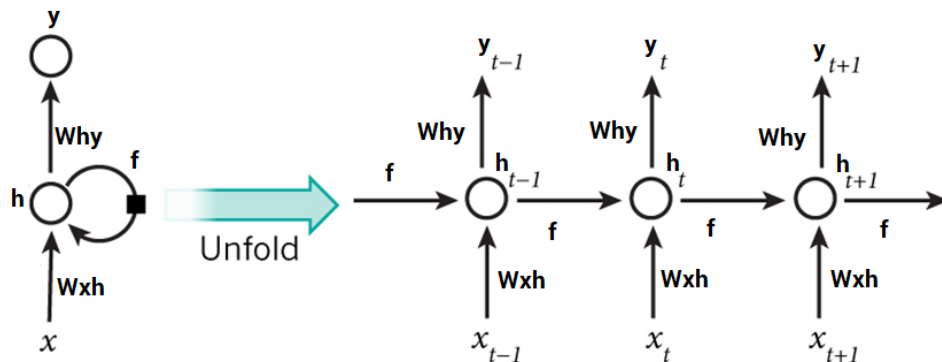 y
Why
f
h
Wxh
x
Unfold
f
y t−1
Why
h t−1
f
Wxh
x t−1
y t
Why
h t
f
Wxh
x t
y t+1
Why
h t+1
f
Wxh
x t+1